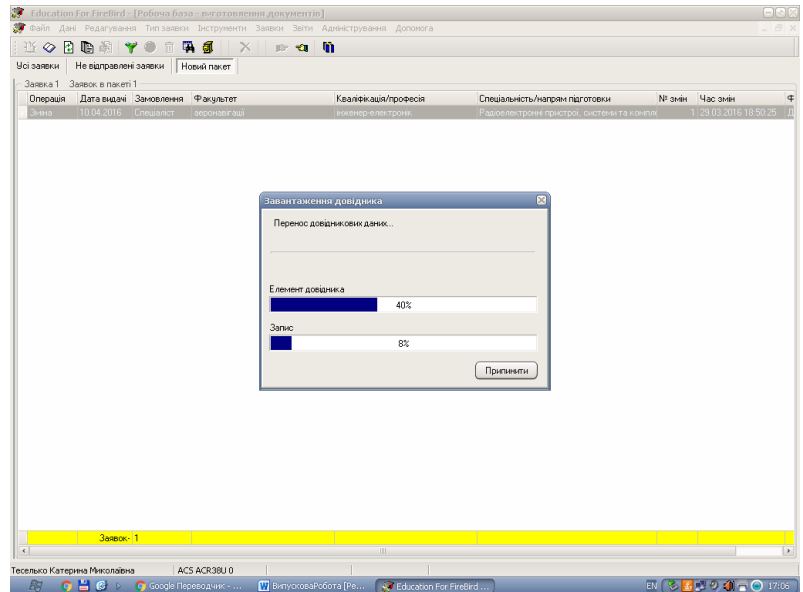 Education For FireBird - [Робоча база - виготовлення документів]
Файл Дані Редагування Тип заявки Інструменти Заявки Звіти Адміністрування Допомога
Усі заявки Не відправлені заявки Новий пакет
Заявка 1 Заявок в пакеті 1
Операція Дата видачі Замовлення Факультет Кваліфікація/професія Спеціальність/напрям підготовки № змін Час змін Ф
Зміна 10.04.2016 Спеціаліст аеронавігації інженер-електронік Радіоелектронні пристрої, системи та компле 1 29.03.2016 18:50:25 Д
Завантаження довідника
Перенос довідникових даних...
Елемент довідника
40%
Запис
8%
Припинити
Заявок- 1
Теселько Катерина Миколаївна ACS ACR38U 0
Google Переводчик - ... ВипусковаРобота [Ре... Education For FireBird ... EN 17:06